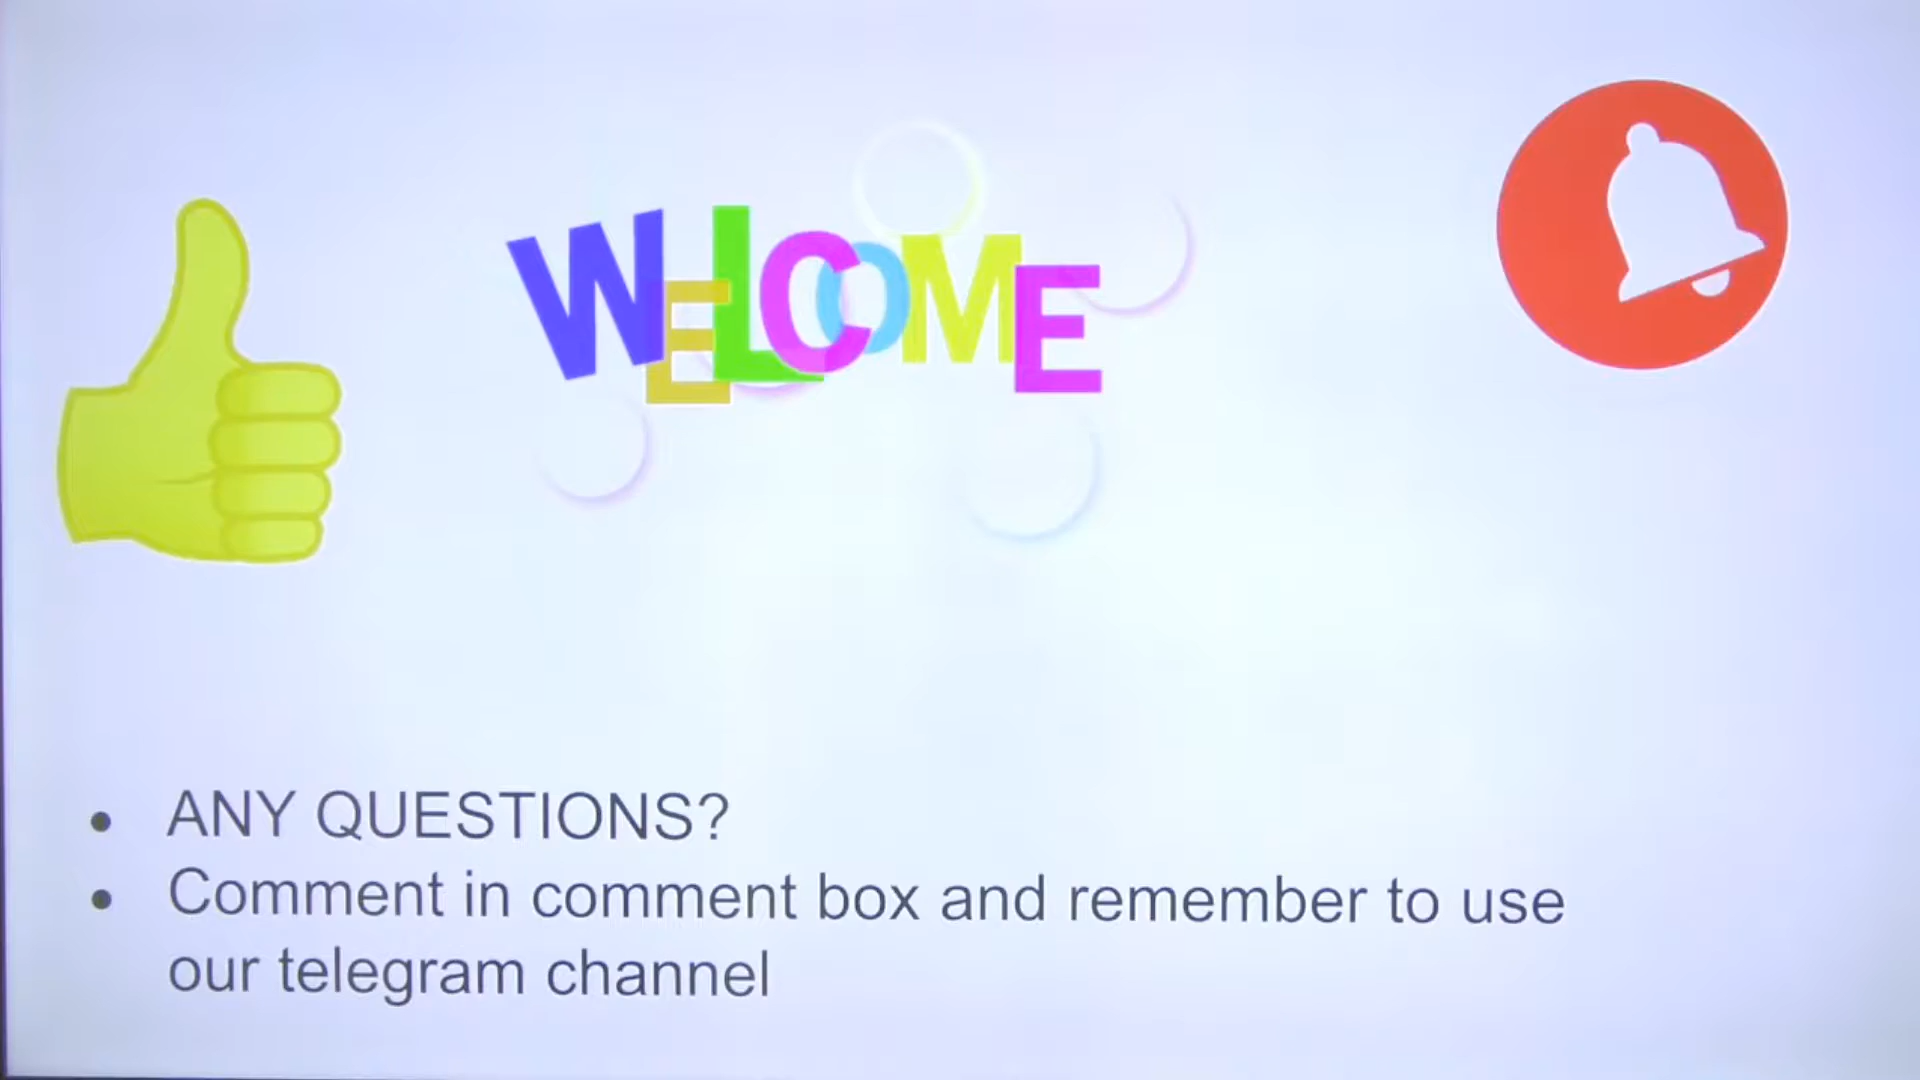 WELCOME
ANY QUESTIONS?
Comment in comment box and remember to use
our telegram channel